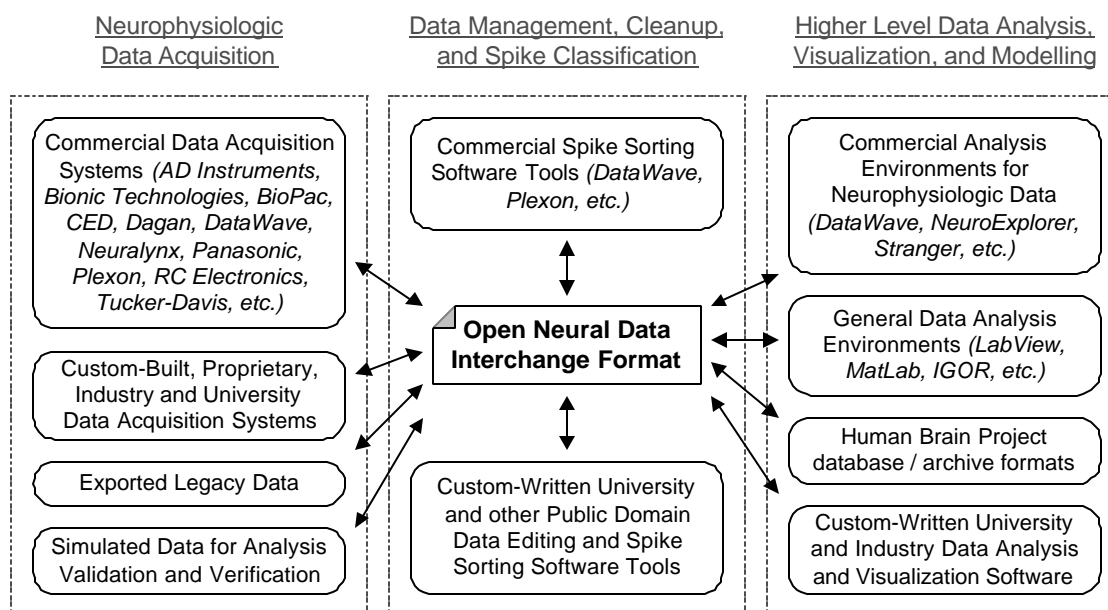 Neurophysiologic
Data Acquisition
Data Management, Cleanup,
and Spike Classification
Higher Level Data Analysis,
Visualization, and Modelling
Commercial Data Acquisition
Systems (AD Instruments,
Bionic Technologies, BioPac,
CED, Dagan, DataWave,
Neuralynx, Panasonic,
Plexon, RC Electronics,
Tucker-Davis, etc.)
Custom-Built, Proprietary,
Industry and University
Data Acquisition Systems
Exported Legacy Data
Simulated Data for Analysis
Validation and Verification
Commercial Spike Sorting
Software Tools (DataWave,
Plexon, etc.)
Open Neural Data
Interchange Format
Custom-Written University
and other Public Domain
Data Editing and Spike
Sorting Software Tools
Commercial Analysis
Environments for
Neurophysiologic Data
(DataWave, NeuroExplorer,
Stranger, etc.)
General Data Analysis
Environments (LabView,
MatLab, IGOR, etc.)
Human Brain Project
database / archive formats
Custom-Written University
and Industry Data Analysis
and Visualization Software